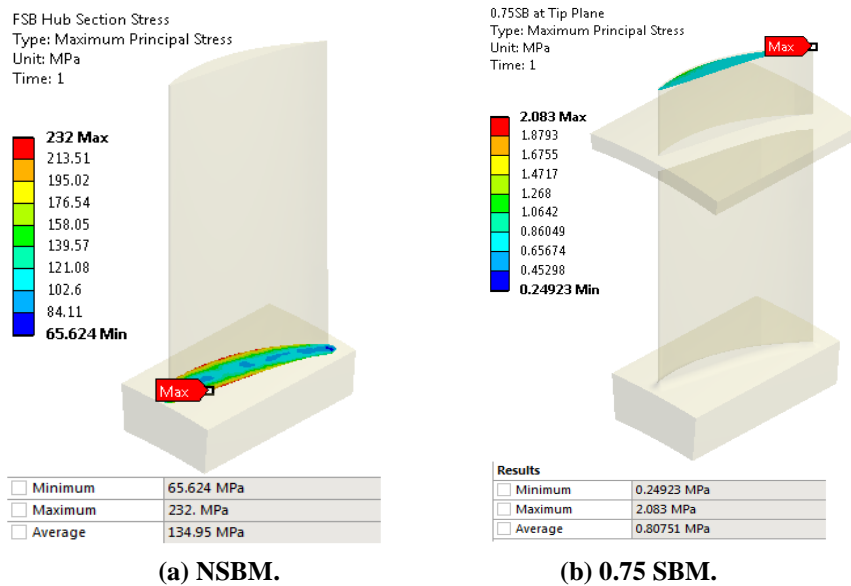 FSB Hub Section Stress
Type: Maximum Principal Stress
Unit: MPa
Time: 1
232 Max
213.51
195.02
176.54
158.05
139.57
121.08
102.6
84.11
65.624 Min
Max
Minimum 65.624 MPa
Maximum 232. MPa
Average 134.95 MPa
(a) NSBM.
0.75SB at Tip Plane
Type: Maximum Principal Stress
Unit: MPa
Time: 1
Max
2.083 Max
1.8793
1.6755
1.4717
1.268
1.0642
0.86049
0.65674
0.45298
0.24923 Min
Results
Minimum 0.24923 MPa
Maximum 2.083 MPa
Average 0.80751 MPa
(b) 0.75 SBM.